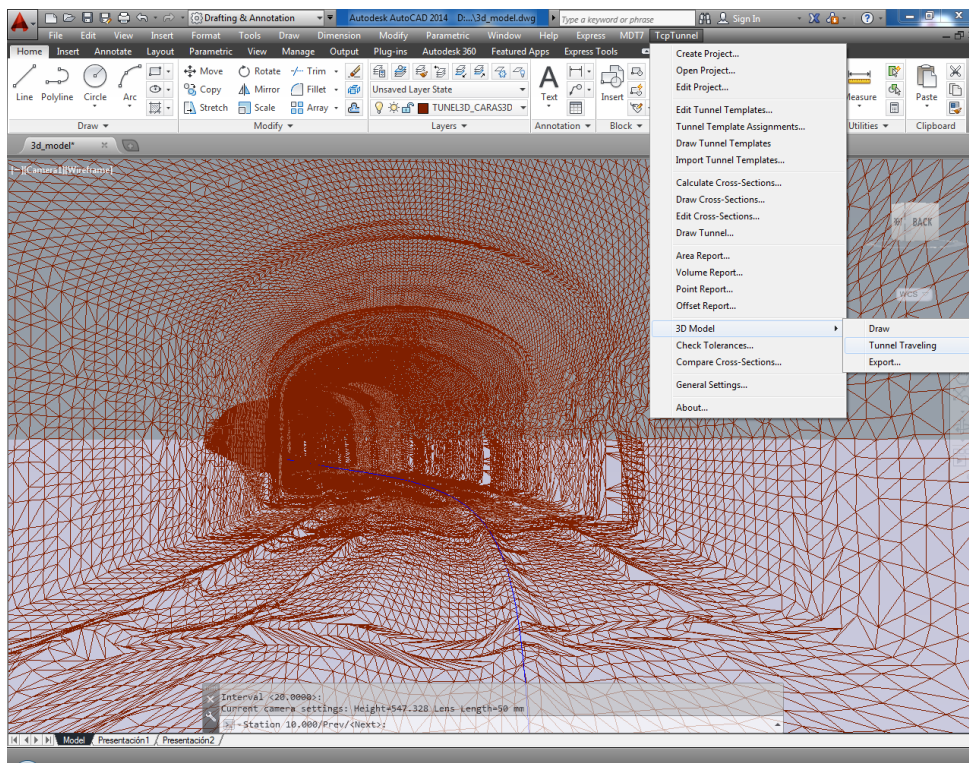 Drafting & Annotation
Autodesk AutoCAD 2014 D:...\3d_model.dwg
Type a keyword or phrase
Sign In
File Edit View Insert Format Tools Draw Dimension Modify Parametric Window Help Express MDT7 TcpTunnel
Home Insert Annotate Layout Parametric View Manage Output Plug-ins Autodesk 360 Featured Apps Express Tools
Line Polyline Circle Arc
Move Rotate Trim
Copy Mirror Fillet
Stretch Scale Array
Unsaved Layer State
TUNEL3D_CARAS3D
Text
Insert
Measure
Paste
Draw Modify Layers Annotation Block Utilities Clipboard
3d_model*
[-][Camera1][Wireframe]
Create Project...
Open Project...
Edit Project...
Edit Tunnel Templates...
Tunnel Template Assignments...
Draw Tunnel Templates
Import Tunnel Templates...
Calculate Cross-Sections...
Draw Cross-Sections...
Edit Cross-Sections...
Draw Tunnel...
Area Report...
Volume Report...
Point Report...
Offset Report...
3D Model
Check Tolerances...
Compare Cross-Sections...
General Settings...
About...
Draw
Tunnel Traveling
Export...
BACK
WCS
Interval <20.0000>:
Current camera settings: Height=547.328 Lens Length=50 mm
Station 10.000/Prev/<Next>:
Model Presentación1 Presentación2